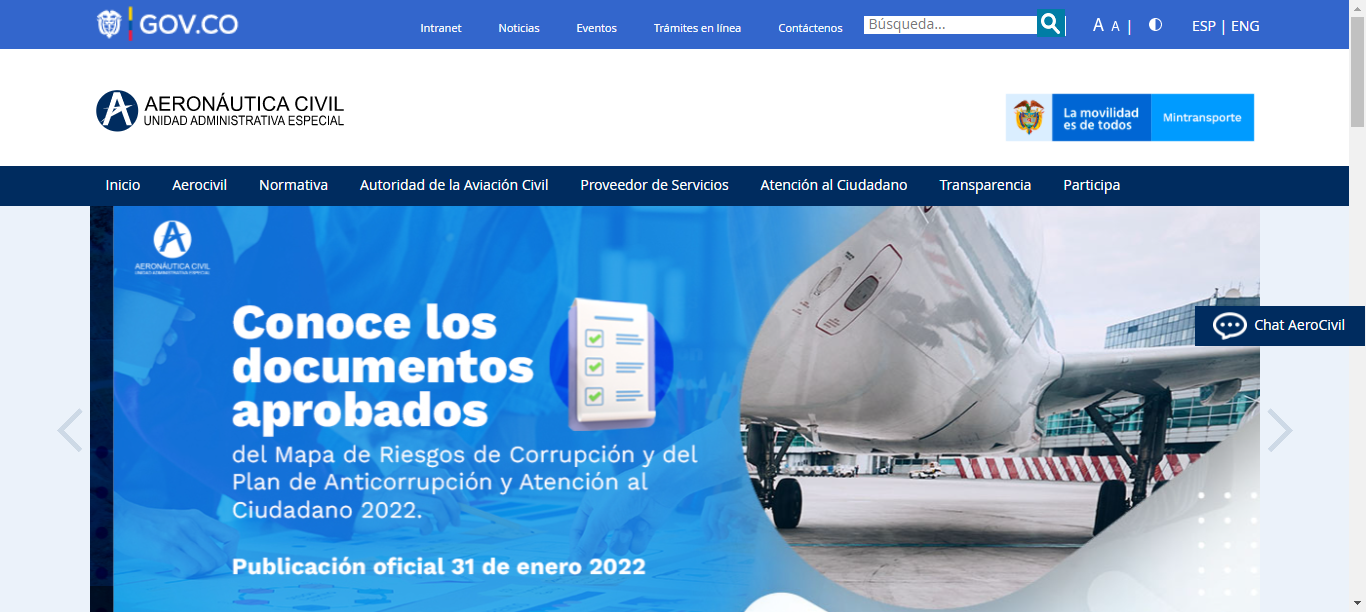 GOV.CO
Intranet
Noticias
Eventos
Trámites en línea
Contáctenos
Búsqueda...
A A |
ESP | ENG
AERONÁUTICA CIVIL
UNIDAD ADMINISTRATIVA ESPECIAL
La movilidad
es de todos
Mintransporte
Inicio
Aerocivil
Normativa
Autoridad de la Aviación Civil
Proveedor de Servicios
Atención al Ciudadano
Transparencia
Participa
AERONÁUTICA CIVIL
UNIDAD ADMINISTRATIVA ESPECIAL
Conoce los
documentos
aprobados
del Mapa de Riesgos de Corrupción y del
Plan de Anticorrupción y Atención al
Ciudadano 2022.
Publicación oficial 31 de enero 2022
Chat AeroCivil